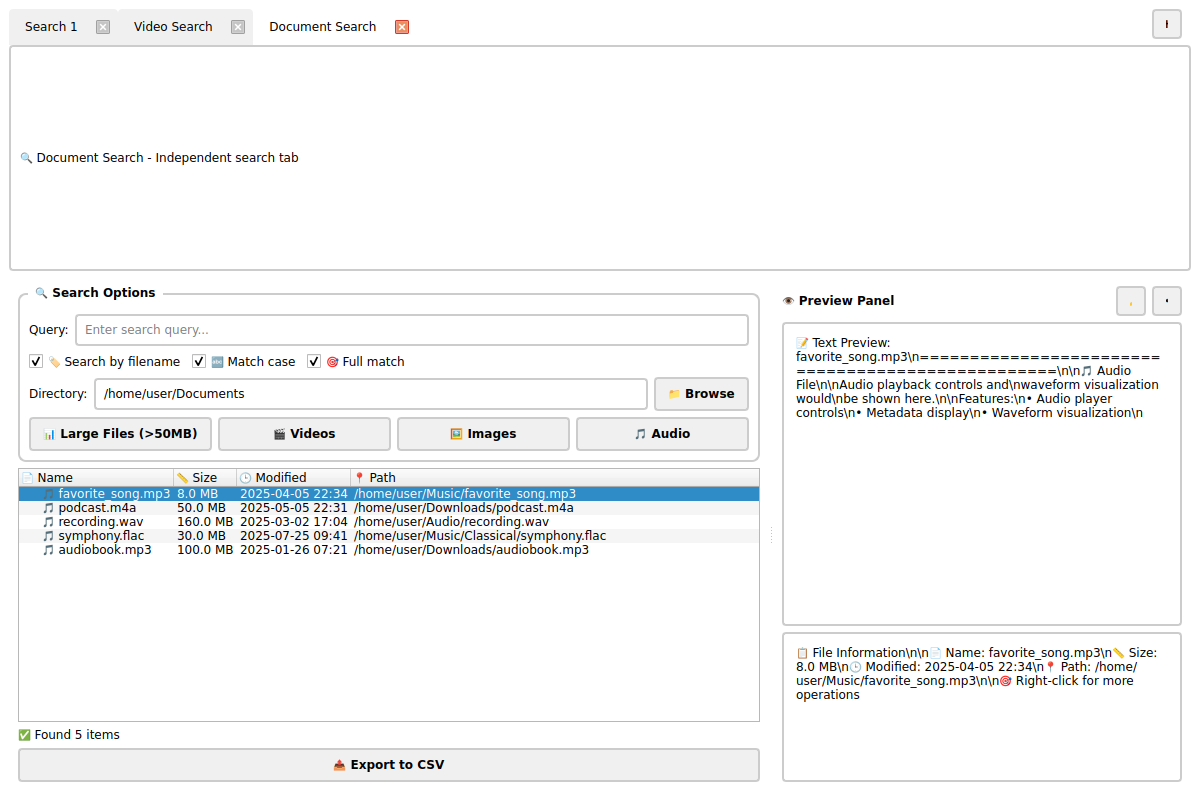 Search 1
Video Search
Document Search
🔍 Document Search - Independent search tab
🔍 Search Options
Query: Enter search query...
🏷️ Search by filename 🔤 Match case 🎯 Full match
Directory: /home/user/Documents 📁 Browse
📊 Large Files (>50MB) 🎬 Videos 🖼️ Images 🎵 Audio
📄 Name 📏 Size 🕒 Modified 📍 Path
🎵 favorite_song.mp3 8.0 MB 2025-04-05 22:34 /home/user/Music/favorite_song.mp3
🎵 podcast.m4a 50.0 MB 2025-05-05 22:31 /home/user/Downloads/podcast.m4a
🎵 recording.wav 160.0 MB 2025-03-02 17:04 /home/user/Audio/recording.wav
🎵 symphony.flac 30.0 MB 2025-07-25 09:41 /home/user/Music/Classical/symphony.flac
🎵 audiobook.mp3 100.0 MB 2025-01-26 07:21 /home/user/Downloads/audiobook.mp3
✅ Found 5 items
📤 Export to CSV
👁️ Preview Panel
📝 Text Preview:
favorite_song.mp3\n========================
==========================\n\n🎵 Audio
File\n\nAudio playback controls and\nwaveform visualization
would\nbe shown here.\n\nFeatures:\n• Audio player
controls\n• Metadata display\n• Waveform visualization\n
📋 File Information\n\n📄 Name: favorite_song.mp3\n📏 Size:
8.0 MB\n🕒 Modified: 2025-04-05 22:34\n📍 Path: /home/
user/Music/favorite_song.mp3\n\n🎯 Right-click for more
operations